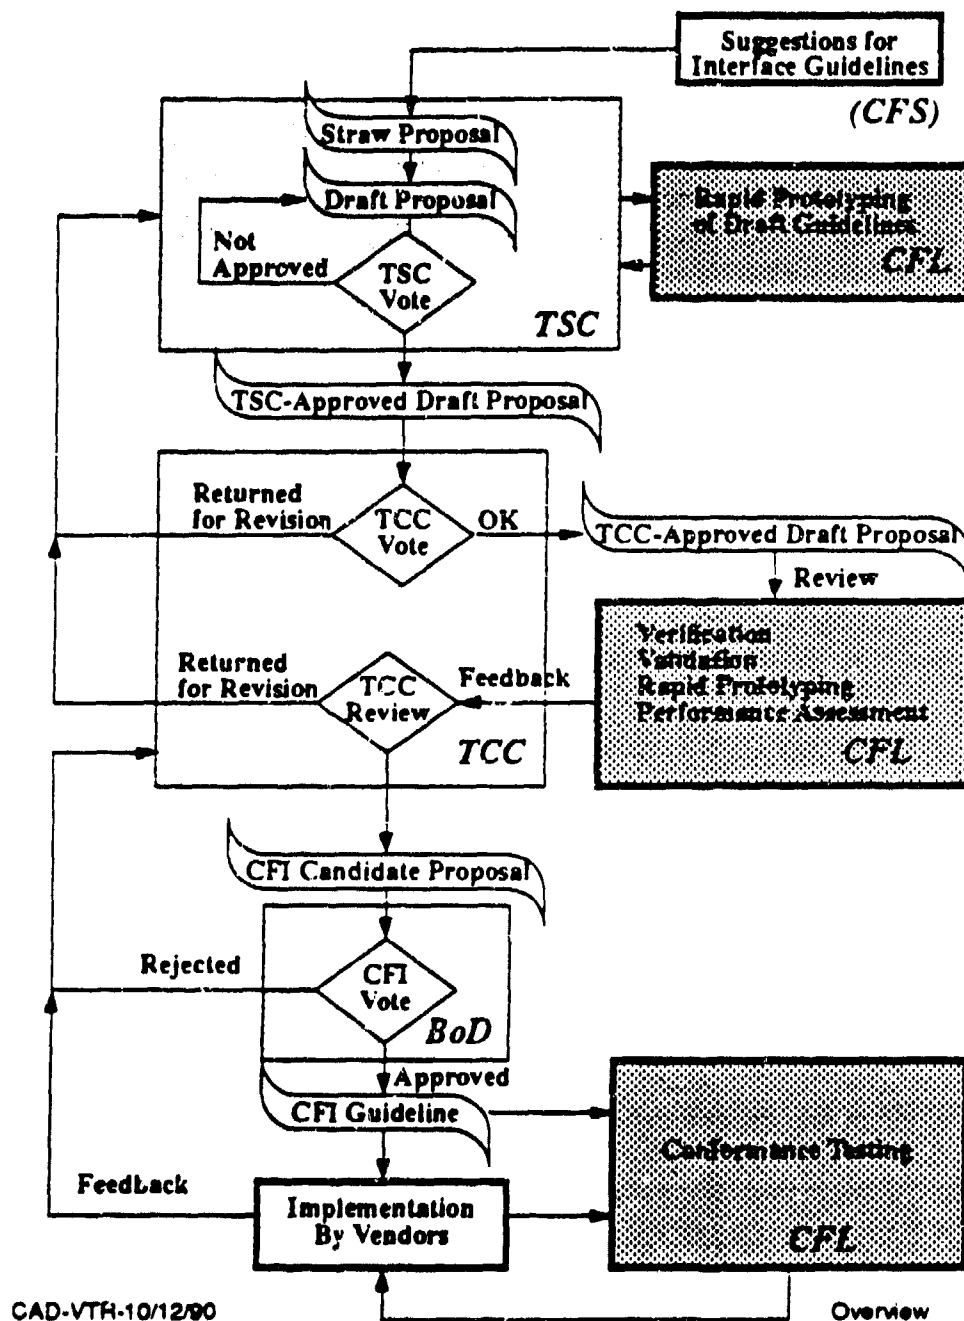 Suggestions for
Interface Guidelines
(CFS)
Straw Proposal
Draft Proposal
Rapid Prototyping
of Draft Guidelines
CFL
Not
Approved
TSC
Vote
TSC
TSC-Approved Draft Proposal
Returned
for Revision
TCC
Vote
OK
TCC-Approved Draft Proposal
Review
Verification
Validation
Rapid Prototyping
Performance Assessment
CFL
Returned
for Revision
TCC
Review
Feedback
TCC
CFI Candidate Proposal
Rejected
CFI
Vote
BoD
Approved
CFI Guideline
Conformance Testing
CFL
Feedback
Implementation
By Vendors
CAD-VTR-10/12/90
Overview